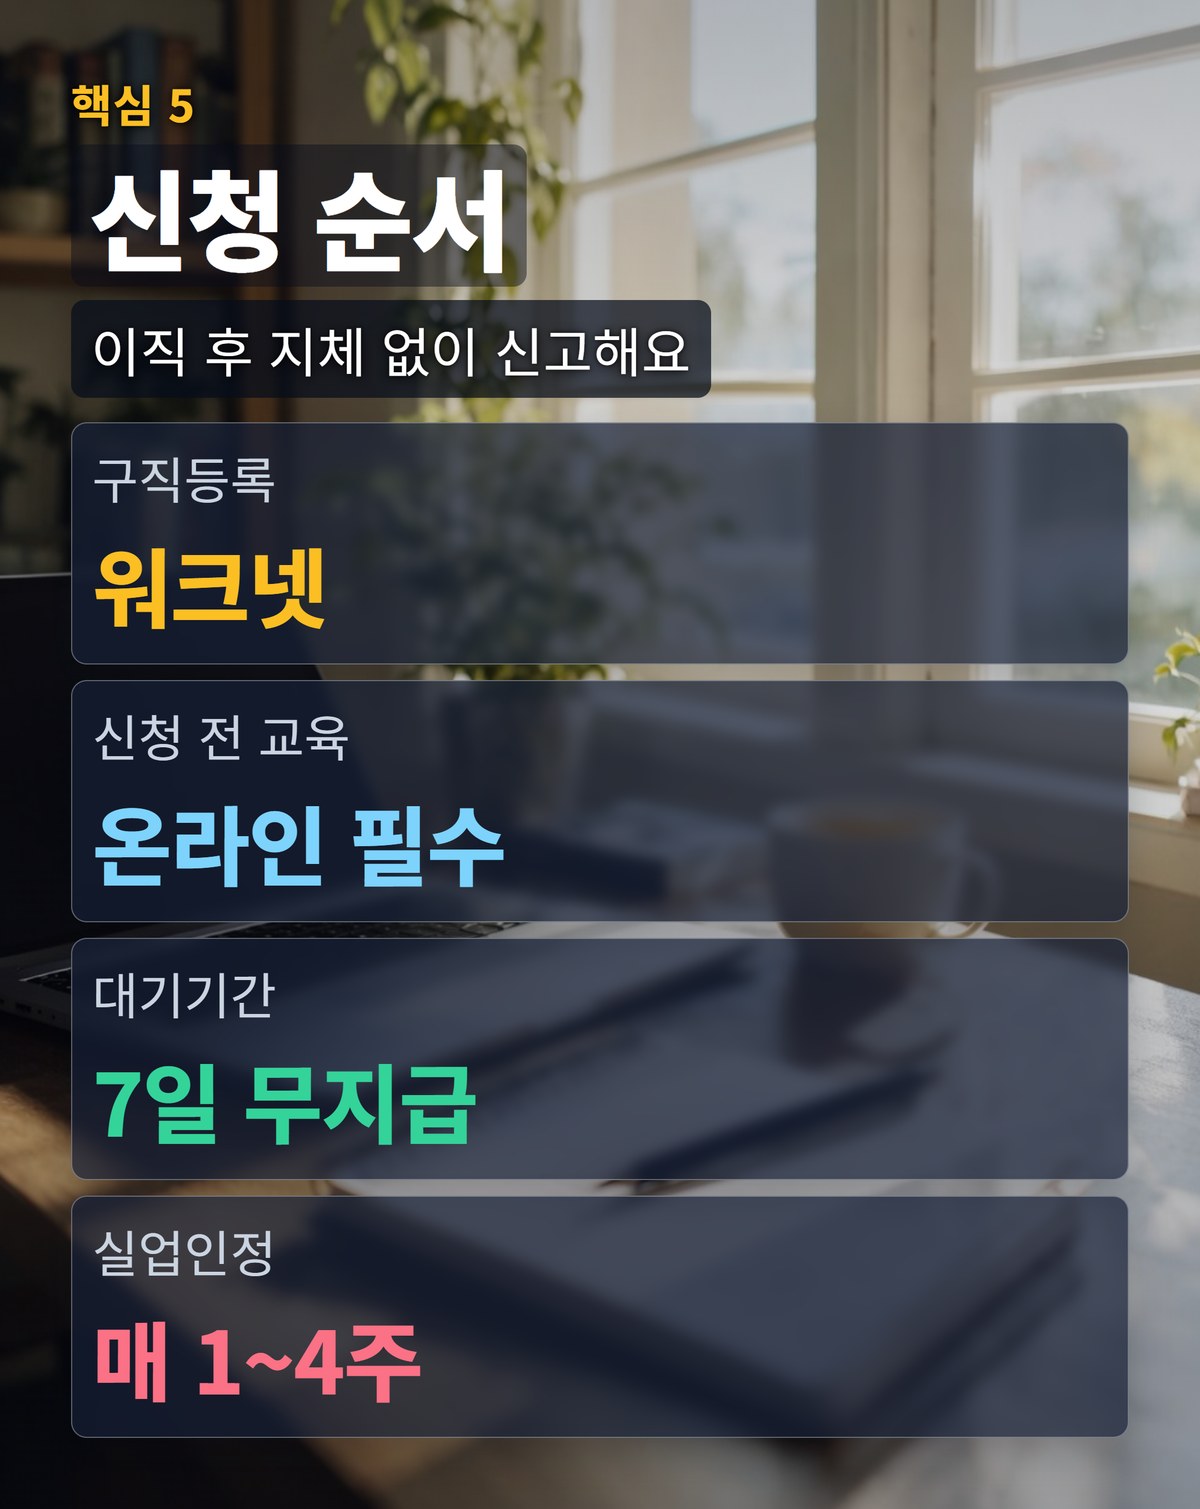 핵심 5
신청 순서
이직 후 지체 없이 신고해요
구직등록
워크넷
신청 전 교육
온라인 필수
대기기간
7일 무지급
실업인정
매 1~4주